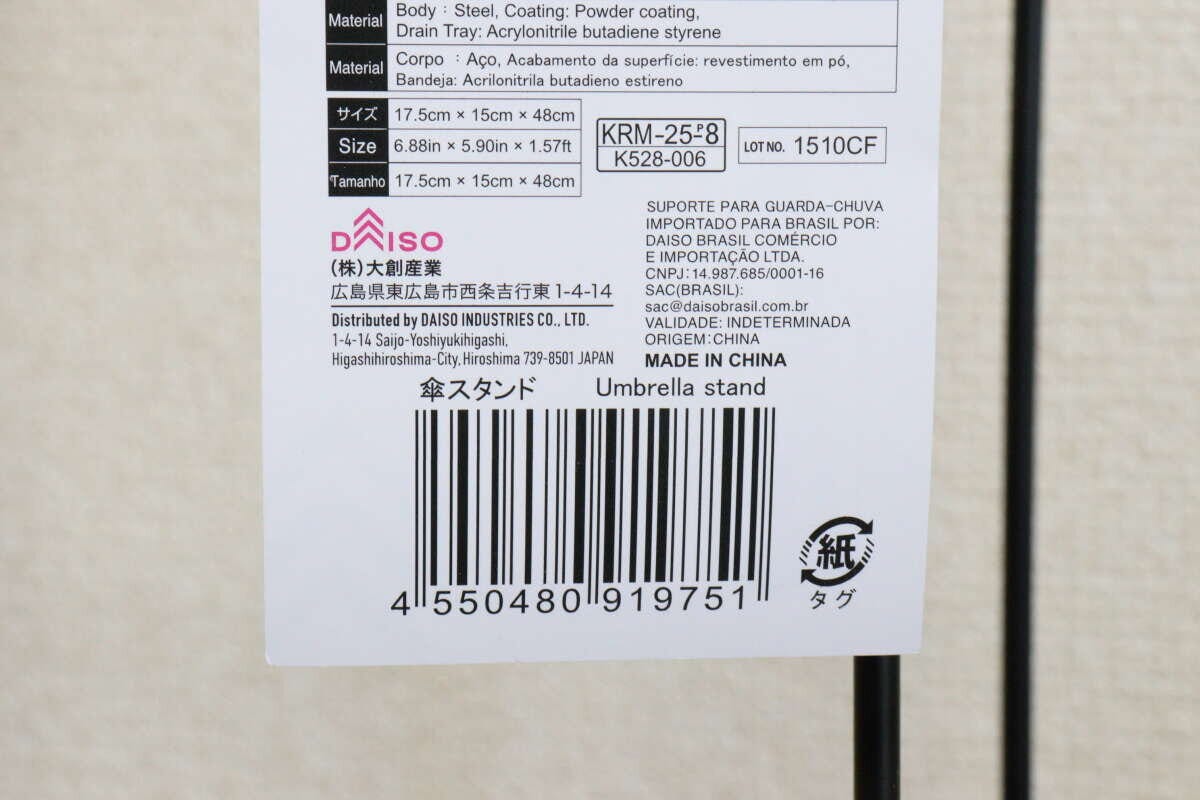 Material
Body : Steel, Coating: Powder coating,
Drain Tray: Acrylonitrile butadiene styrene
Material
Corpo : Aço, Acabamento da superfície: revestimento em pó,
Bandeja: Acrilonitrila butadieno estireno
サイズ 17.5cm × 15cm × 48cm
Size 6.88in × 5.90in × 1.57ft
Tamanho 17.5cm × 15cm × 48cm
KRM-25-P8
K528-006
LOT NO. 1510CF
DAISO
(株)大創産業
広島県東広島市西条吉行東1-4-14
Distributed by DAISO INDUSTRIES CO., LTD.
1-4-14 Saijo-Yoshiyukihigashi,
Higashihiroshima-City, Hiroshima 739-8501 JAPAN
SUPORTE PARA GUARDA-CHUVA
IMPORTADO PARA BRASIL POR:
DAISO BRASIL COMÉRCIO
E IMPORTAÇÃO LTDA.
CNPJ: 14.987.685/0001-16
SAC(BRASIL):
sac@daisobrasil.com.br
VALIDADE: INDETERMINADA
ORIGEM: CHINA
MADE IN CHINA
傘スタンド Umbrella stand
4 550480 919751
紙
タグ